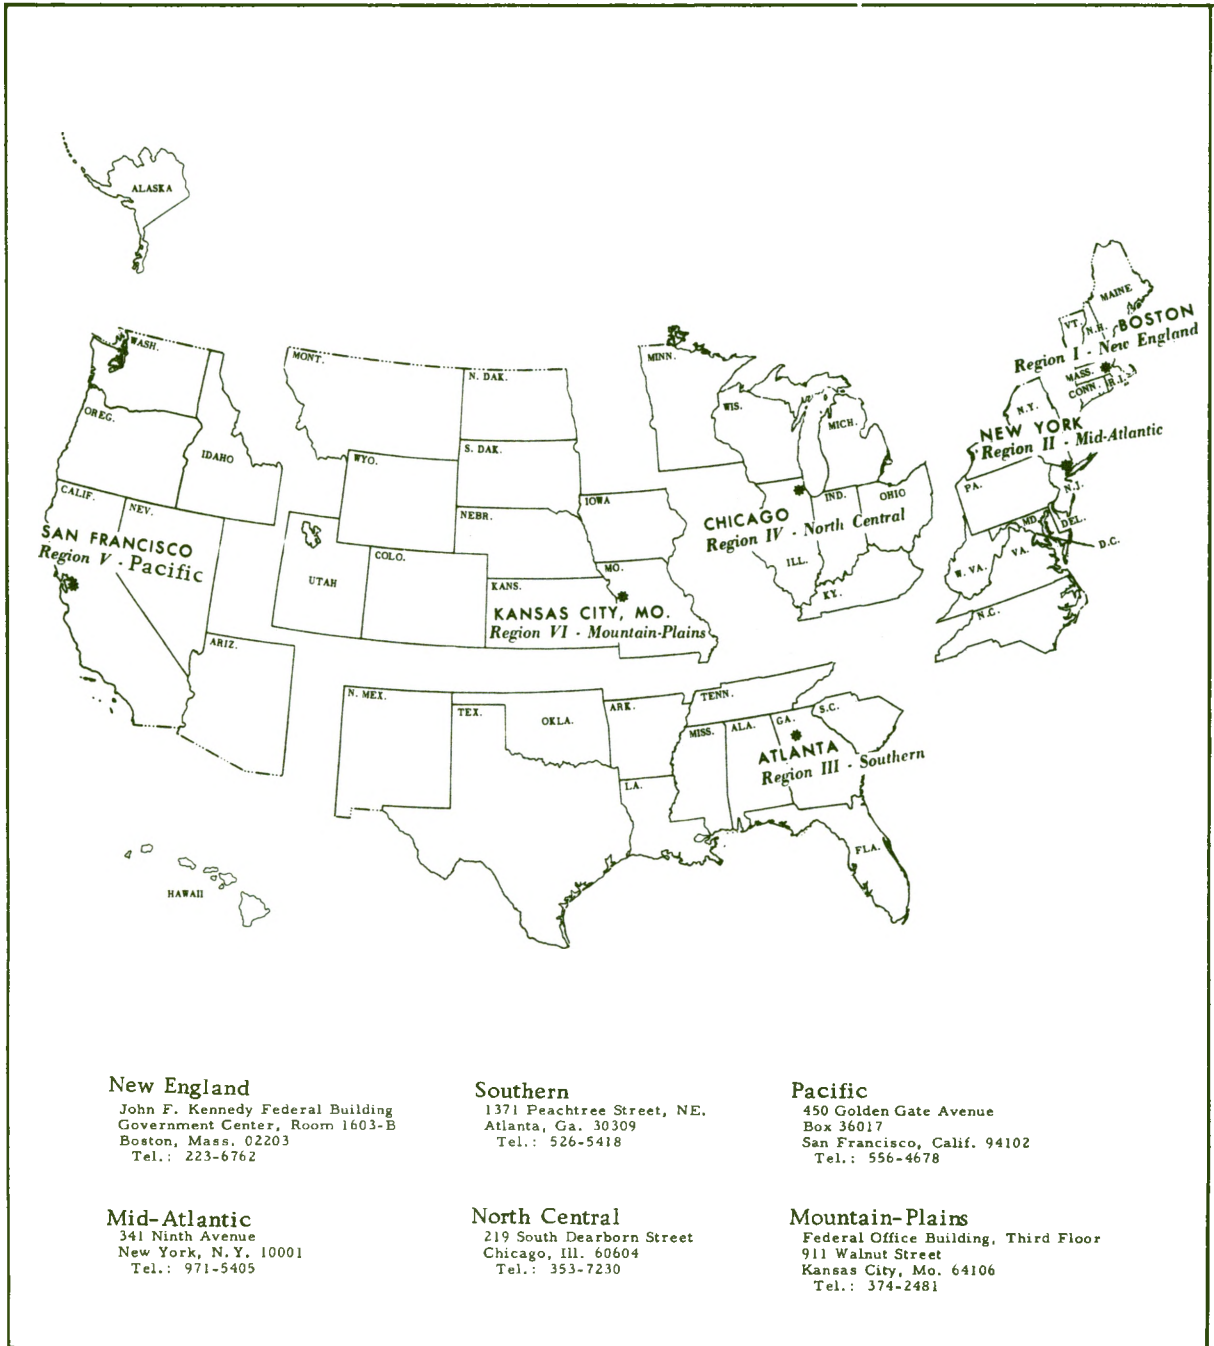 ALASKA
WASH.
OREG.
IDAHO
MONT.
WYO.
N. DAK.
S. DAK.
NEBR.
MINN.
WIS.
MICH.
IOWA
CALIF.
NEV.
UTAH
COLO.
KANS.
MO.
ILL.
IND.
OHIO
KY.
MAINE
VT.
N.H.
BOSTON
Region I - New England
MASS.
CONN.
R.I.
N.Y.
NEW YORK
Region II - Mid-Atlantic
PA.
N.J.
MD.
DEL.
D.C.
VA.
W. VA.
N.C.
CHICAGO
Region IV - North Central
SAN FRANCISCO
Region V - Pacific
KANSAS CITY, MO.
Region VI - Mountain-Plains
ARIZ.
N. MEX.
TEX.
OKLA.
ARK.
LA.
TENN.
MISS.
ALA.
GA.
S.C.
ATLANTA
Region III - Southern
FLA.
HAWAII
New England
John F. Kennedy Federal Building
Government Center, Room 1603-B
Boston, Mass. 02203
Tel.: 223-6762
Southern
1371 Peachtree Street, NE.
Atlanta, Ga. 30309
Tel.: 526-5418
Pacific
450 Golden Gate Avenue
Box 36017
San Francisco, Calif. 94102
Tel.: 556-4678
Mid-Atlantic
341 Ninth Avenue
New York, N.Y. 10001
Tel.: 971-5405
North Central
219 South Dearborn Street
Chicago, Ill. 60604
Tel.: 353-7230
Mountain-Plains
Federal Office Building, Third Floor
911 Walnut Street
Kansas City, Mo. 64106
Tel.: 374-2481